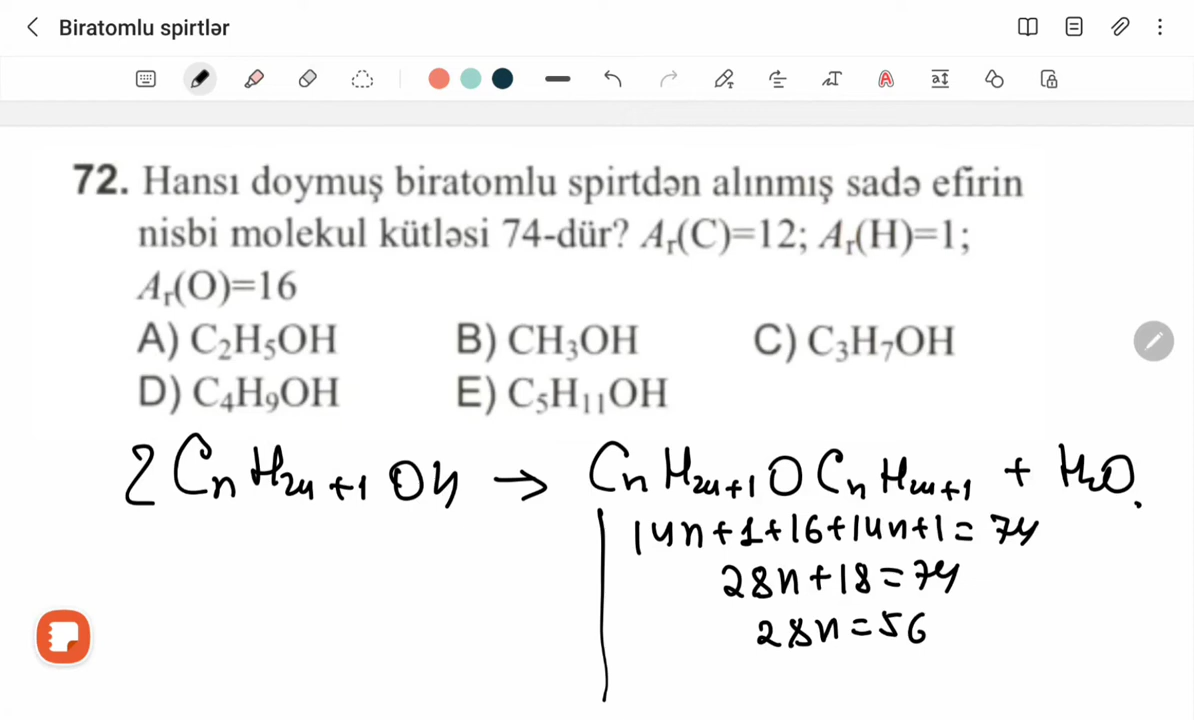 Biratomlu spirtlər
72. Hansı doymuş biratomlu spirtdən alınmış sadə efirin
nisbi molekul kütləsi 74-dür? Aᵣ(C)=12; Aᵣ(H)=1;
Aᵣ(O)=16
A) C₂H₅OH B) CH₃OH C) C₃H₇OH
D) C₄H₉OH E) C₅H₁₁OH
2CₙH₂ₙ₊₁OH → CₙH₂ₙ₊₁OCₙH₂ₙ₊₁ + H₂O.
14n+1+16+14n+1=74
28n+18=74
28n=56